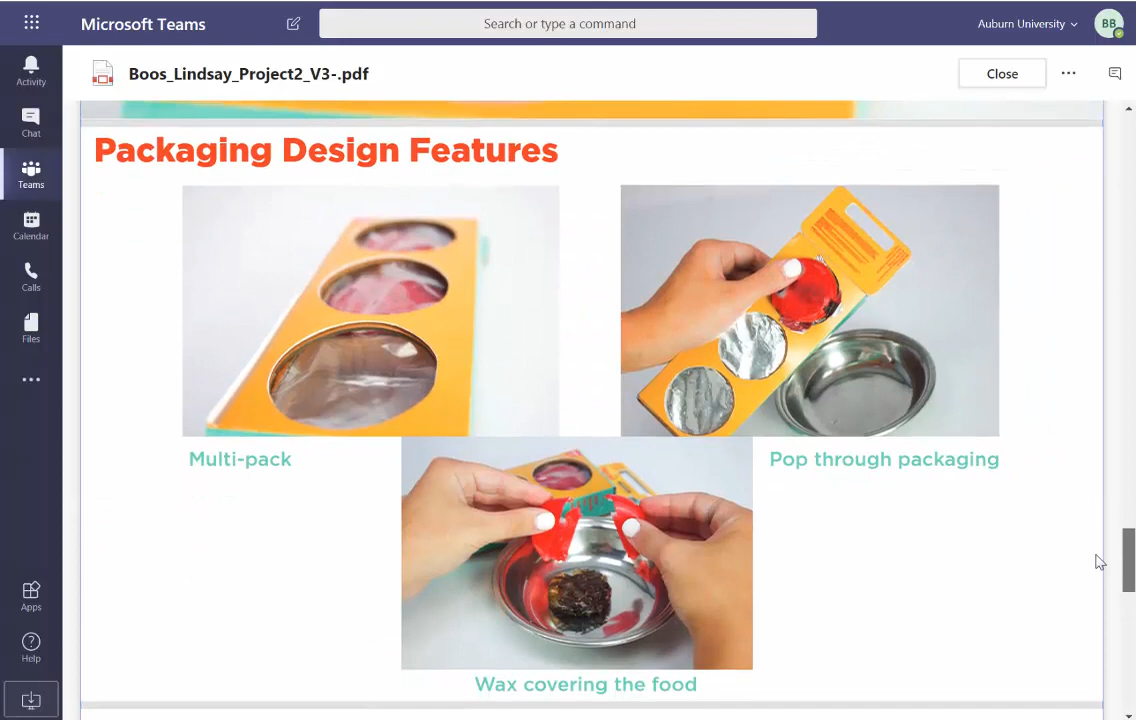 Microsoft Teams
Search or type a command
Auburn University
BB
Activity
Chat
Teams
Calendar
Calls
Files
Apps
Help
Boos_Lindsay_Project2_V3-.pdf
Close
Packaging Design Features
Multi-pack
Pop through packaging
Wax covering the food